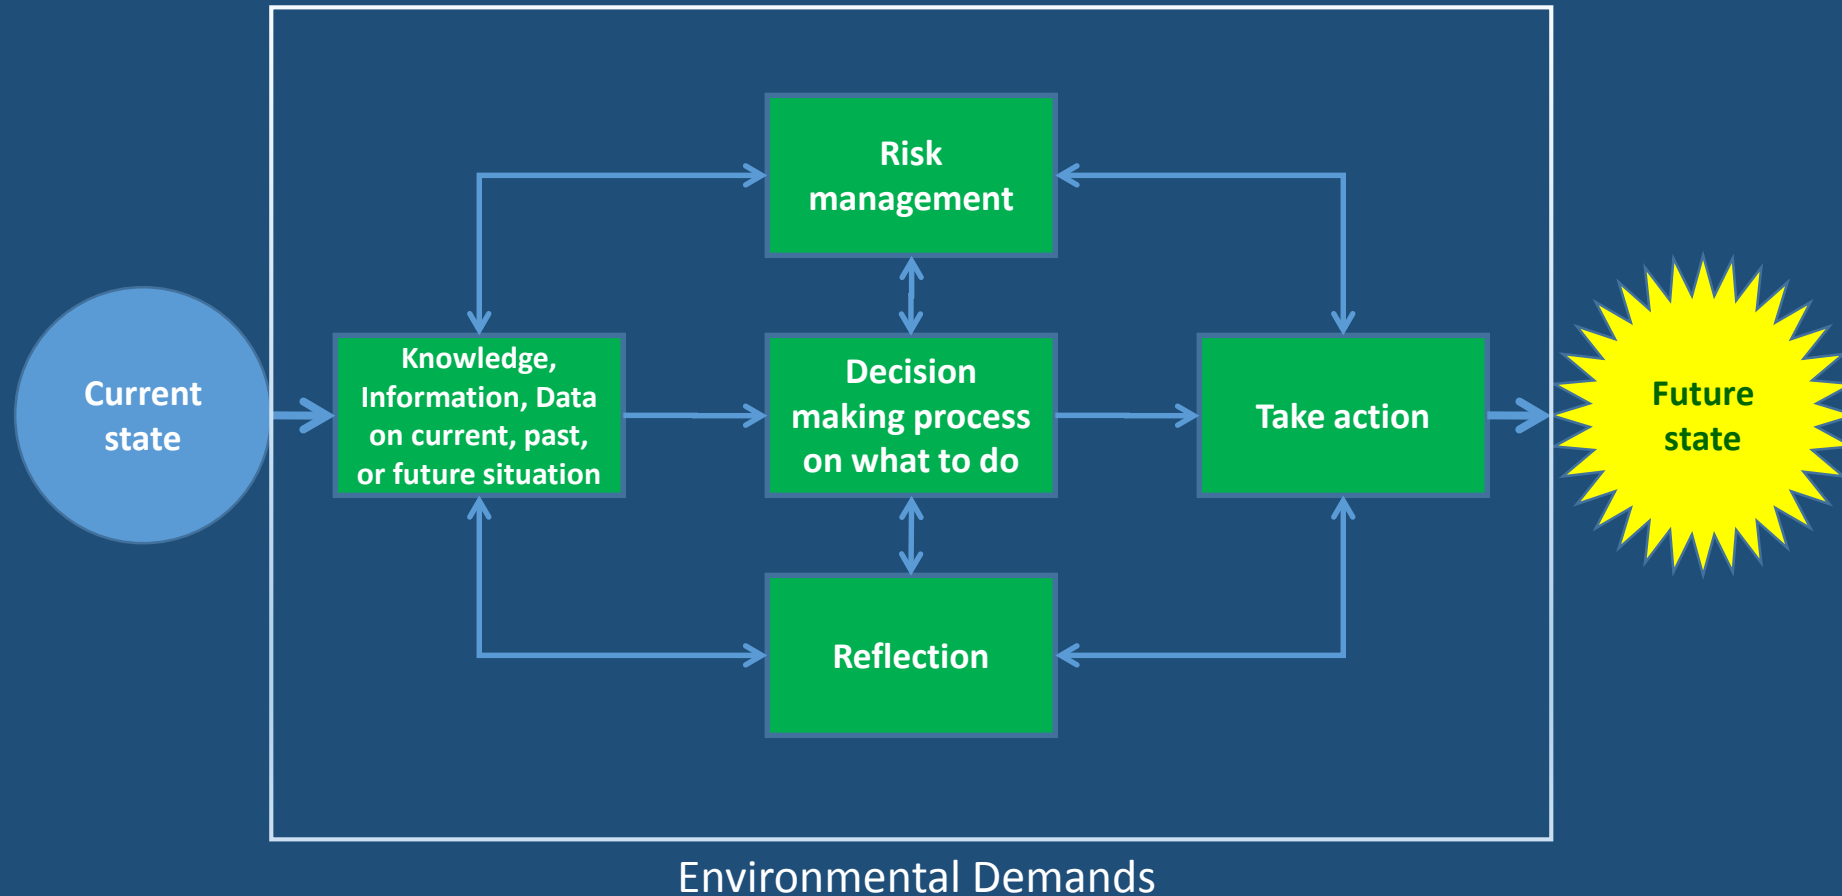 Risk
management
Current
state
Knowledge,
Information, Data
on current, past,
or future situation
Decision
making process
on what to do
Take action
Future
state
Reflection
Environmental Demands